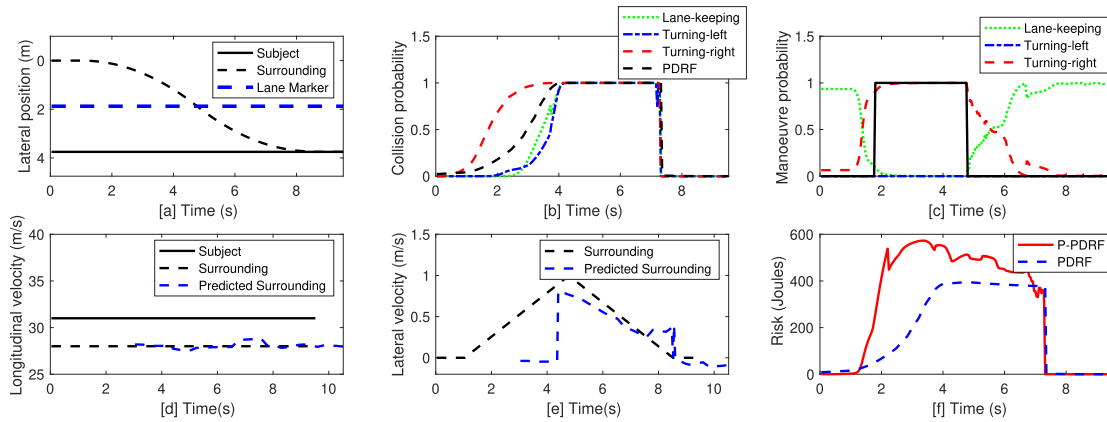 Lateral position (m)
0
2
4
0
2
4
6
8
Subject
Surrounding
Lane Marker
[a] Time (s)
Collision probability
1.5
1
0.5
0
0
2
4
6
8
Lane-keeping
Turning-left
Turning-right
PDRF
[b] Time (s)
Manoeuvre probability
1.5
1
0.5
0
0
2
4
6
8
Lane-keeping
Turning-left
Turning-right
[c] Time (s)
Longitudinal velocity (m/s)
40
35
30
25
0
2
4
6
8
10
Subject
Surrounding
Predicted Surrounding
[d] Time(s)
Lateral velocity (m/s)
1.5
1
0.5
0
0
2
4
6
8
10
Surrounding
Predicted Surrounding
[e] Time(s)
Risk (Joules)
600
400
200
0
0
2
4
6
8
P-PDRF
PDRF
[f] Time (s)